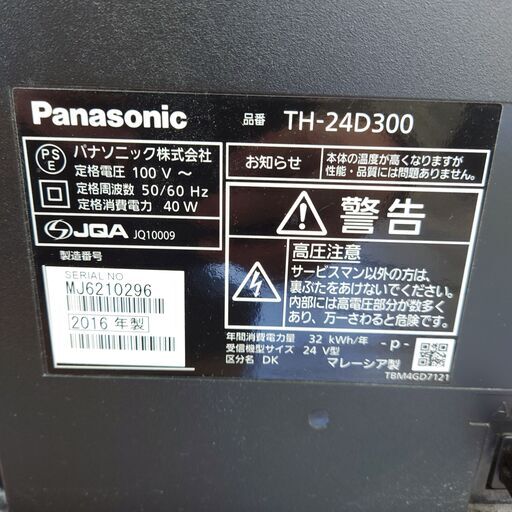 Panasonic
品番 TH-24D300
PSE
パナソニック株式会社
定格電圧 100 V ～
定格周波数 50/60 Hz
定格消費電力 40 W
JQA JQ10009
製造番号
SERIAL NO
MJ6210296
2016 年製
お知らせ
本体の温度が高くなりますが
性能・品質には問題ありません。
警告
高圧注意
サービスマン以外の方は、
裏ぶたをあけないでください。
内部には高電圧部分が数多く
あり、万一さわると危険です。
年間消費電力量 32 kWh/年
受信機型サイズ 24 V型
区分名 DK
-p-
マレーシア製
TBM4GD7121